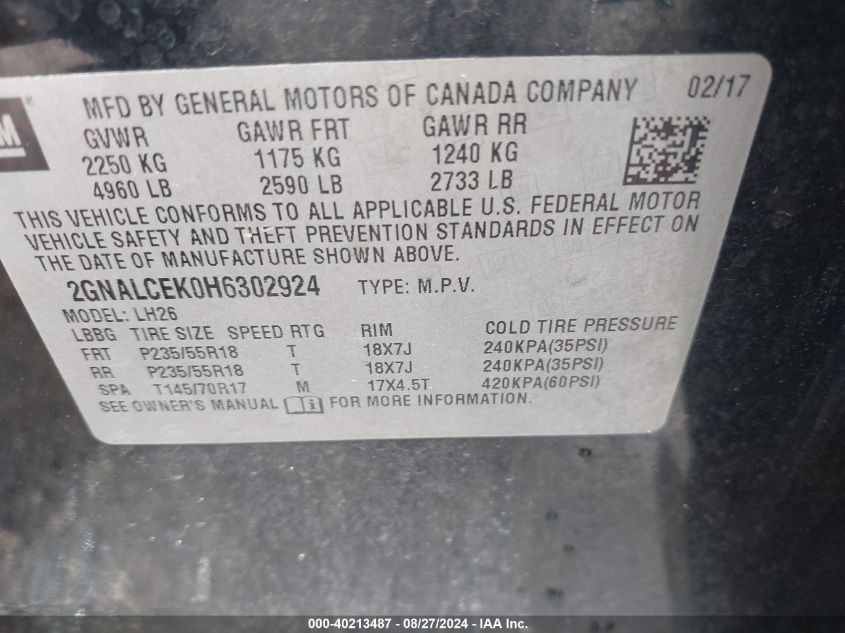 GM
MFD BY GENERAL MOTORS OF CANADA COMPANY 02/17
GVWR GAWR FRT GAWR RR
2250 KG 1175 KG 1240 KG
4960 LB 2590 LB 2733 LB
THIS VEHICLE CONFORMS TO ALL APPLICABLE U.S. FEDERAL MOTOR
VEHICLE SAFETY AND THEFT PREVENTION STANDARDS IN EFFECT ON
THE DATE OF MANUFACTURE SHOWN ABOVE.
2GNALCEK0H6302924 TYPE: M.P.V.
MODEL: LH26
LBBG TIRE SIZE SPEED RTG RIM COLD TIRE PRESSURE
FRT P235/55R18 T 18X7J 240KPA(35PSI)
RR P235/55R18 T 18X7J 240KPA(35PSI)
SPA T145/70R17 M 17X4.5T 420KPA(60PSI)
SEE OWNER'S MANUAL FOR MORE INFORMATION.
000-40213487 - 08/27/2024 - IAA Inc.